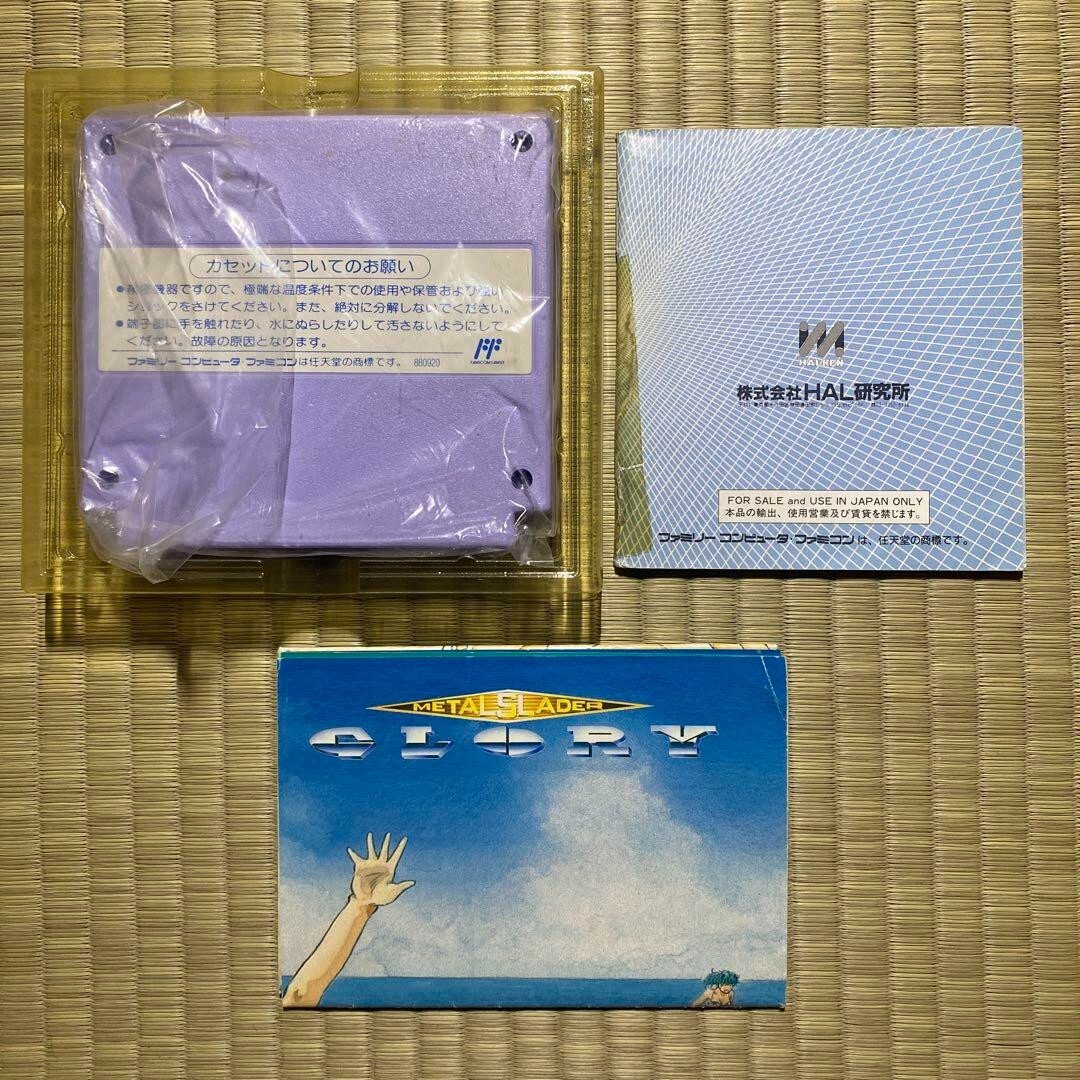 カセットについてのお願い
●精密機器ですので、極端な温度条件下での使用や保管および強い
ショックをさけてください。また、絶対に分解しないでください。
●端子部に手を触れたり、水にぬらしたりして汚さないようにして
ください。故障の原因となります。
ファミリーコンピュータ・ファミコンは任天堂の商標です。 880920
HALKEN
株式会社HAL研究所
FOR SALE and USE IN JAPAN ONLY
本品の輸出、使用営業及び賃貸を禁じます。
ファミリーコンピュータ・ファミコンは、任天堂の商標です。
METAL SLADER
GLORY